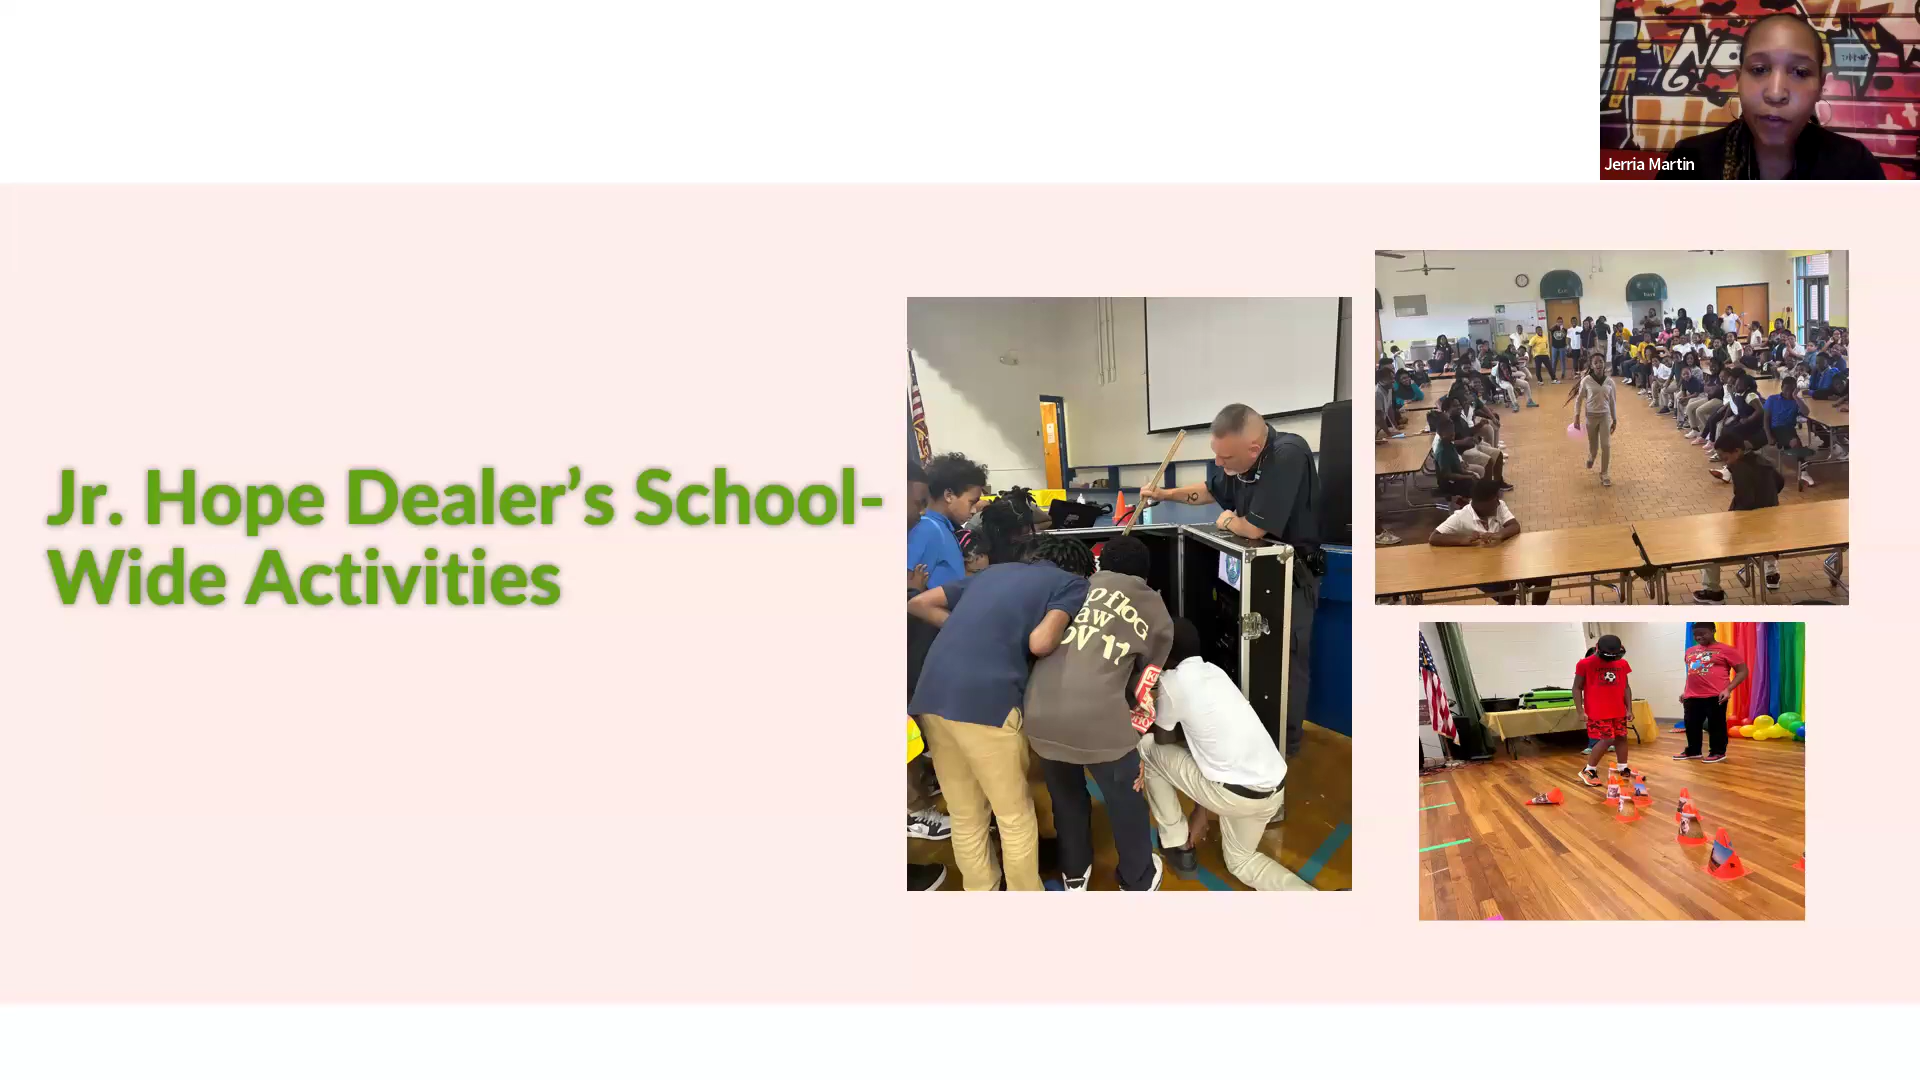 Jerria Martin
Jr. Hope Dealer’s School-
Wide Activities